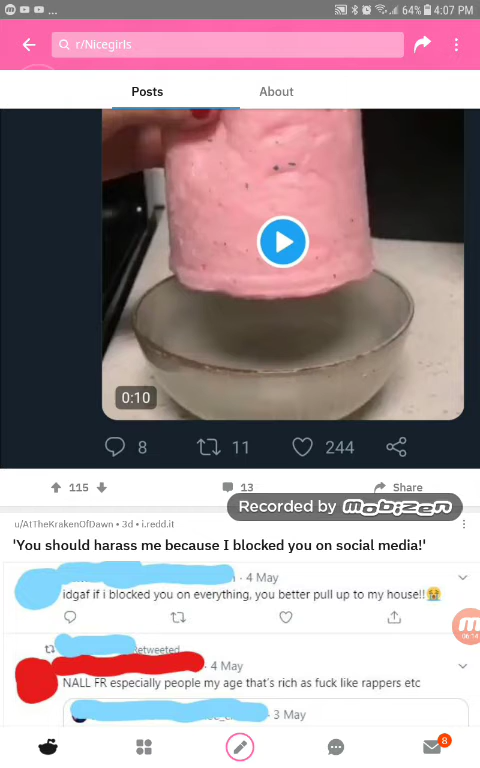 64% 4:07 PM
r/Nicegirls
Posts About
0:10
8 11 244
115 13 Share
Recorded by mobizen
u/AtTheKrakenOfDawn • 3d • i.redd.it
'You should harass me because I blocked you on social media!'
· 4 May
idgaf if i blocked you on everything, you better pull up to my house!!😭
Retweeted
· 4 May
NALL FR especially people my age that's rich as fuck like rappers etc
· 3 May
8